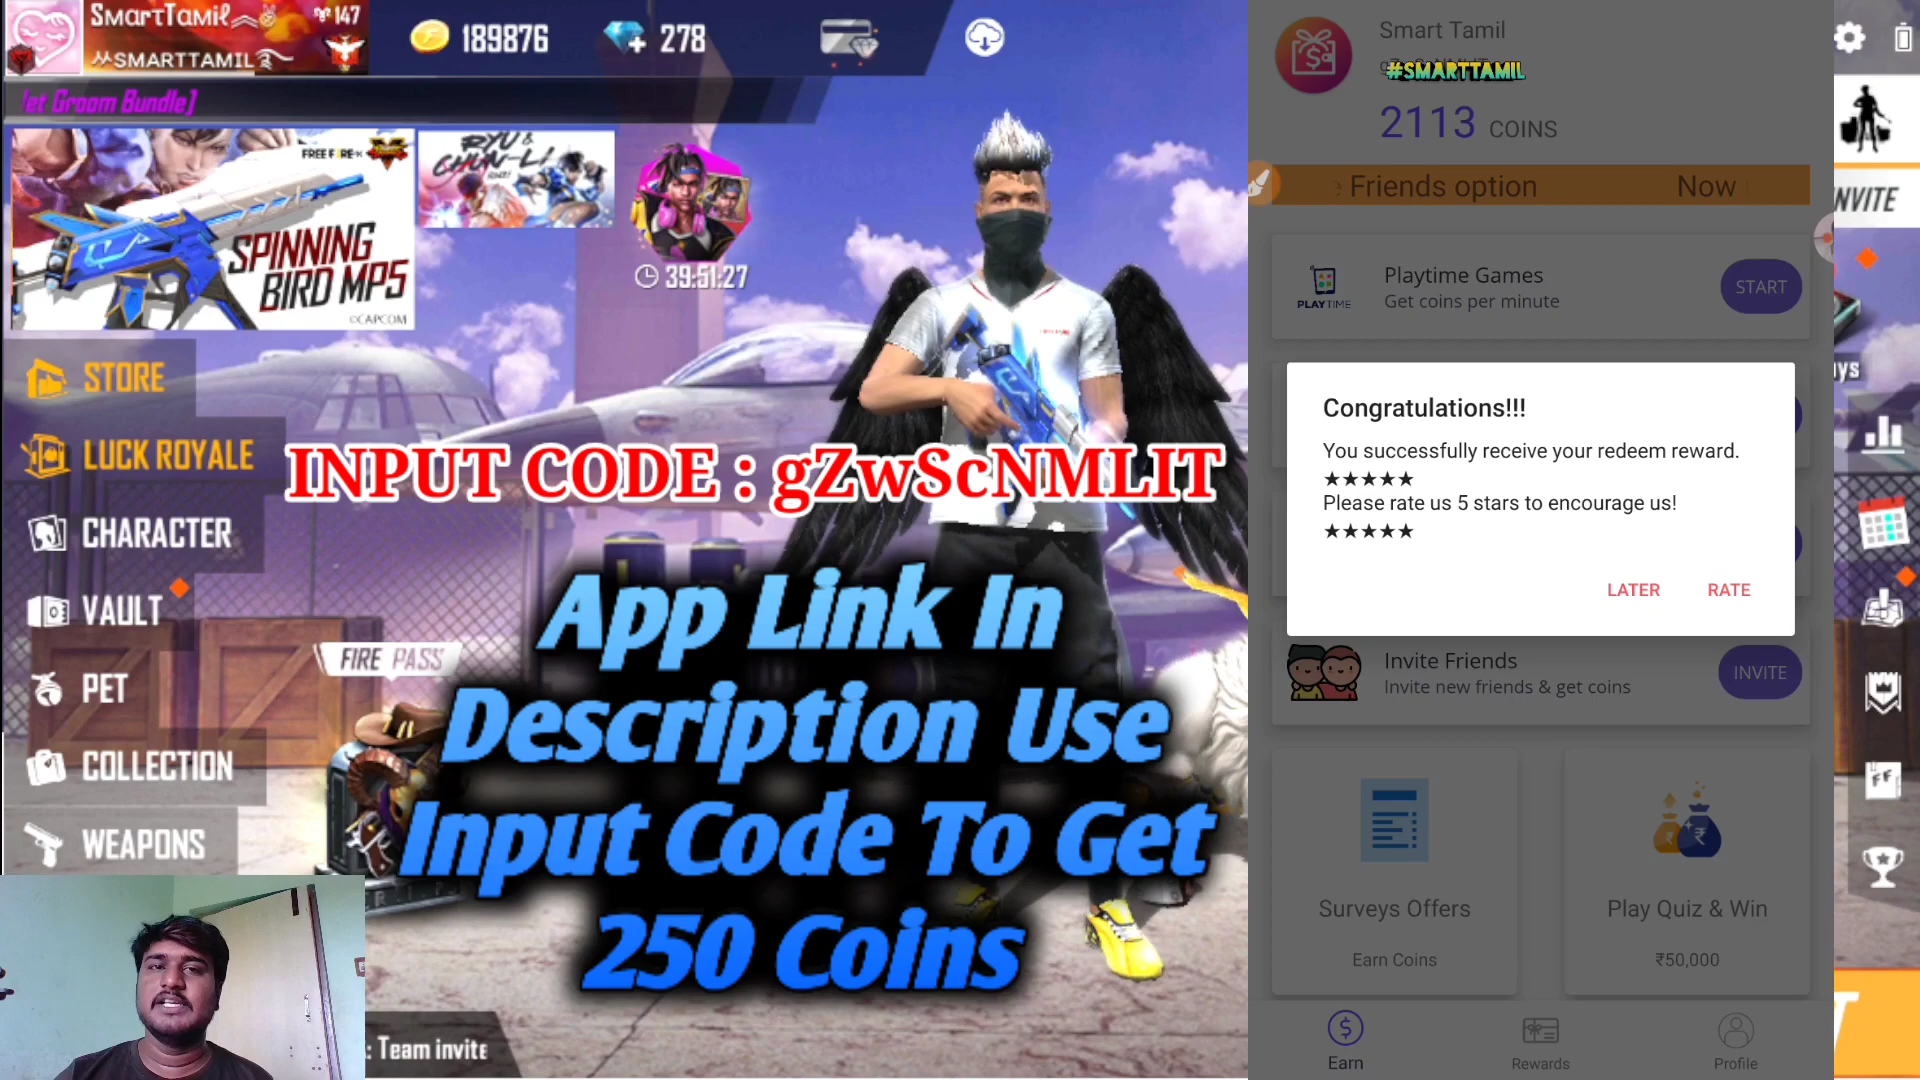 SmartTamil
147
SMARTTAMIL
189876
278
let Groom Bundle]
FREE FIRE
SPINNING
BIRD MP5
©CAPCOM
RYU &
CHUN-LI
39:51:27
STORE
LUCK ROYALE
CHARACTER
VAULT
PET
COLLECTION
WEAPONS
FIRE PASS
: Team invite
INPUT CODE : gZwScNMLIT
App Link In
Description Use
Input Code To Get
250 Coins
Smart Tamil
#SMARTTAMIL
2113 COINS
e Friends option
Now
PLAYTIME
Playtime Games
Get coins per minute
START
Congratulations!!!
You successfully receive your redeem reward.
★★★★★
Please rate us 5 stars to encourage us!
★★★★★
LATER
RATE
Invite Friends
Invite new friends & get coins
INVITE
Surveys Offers
Earn Coins
Play Quiz & Win
₹50,000
Earn
Rewards
Profile
NVITE
ays
FF
T